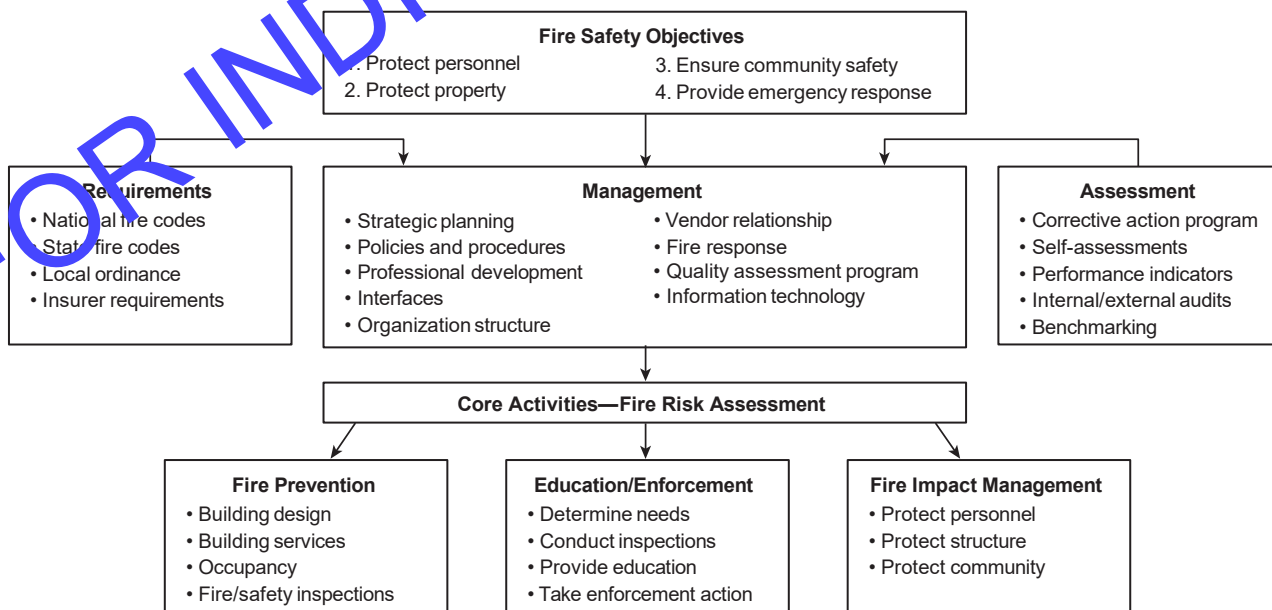 Fire Safety Objectives
1. Protect personnel
2. Protect property
3. Ensure community safety
4. Provide emergency response
Requirements
• National fire codes
• State fire codes
• Local ordinance
• Insurer requirements
Management
• Strategic planning
• Policies and procedures
• Professional development
• Interfaces
• Organization structure
• Vendor relationship
• Fire response
• Quality assessment program
• Information technology
Assessment
• Corrective action program
• Self-assessments
• Performance indicators
• Internal/external audits
• Benchmarking
Core Activities—Fire Risk Assessment
Fire Prevention
• Building design
• Building services
• Occupancy
• Fire/safety inspections
Education/Enforcement
• Determine needs
• Conduct inspections
• Provide education
• Take enforcement action
Fire Impact Management
• Protect personnel
• Protect structure
• Protect community